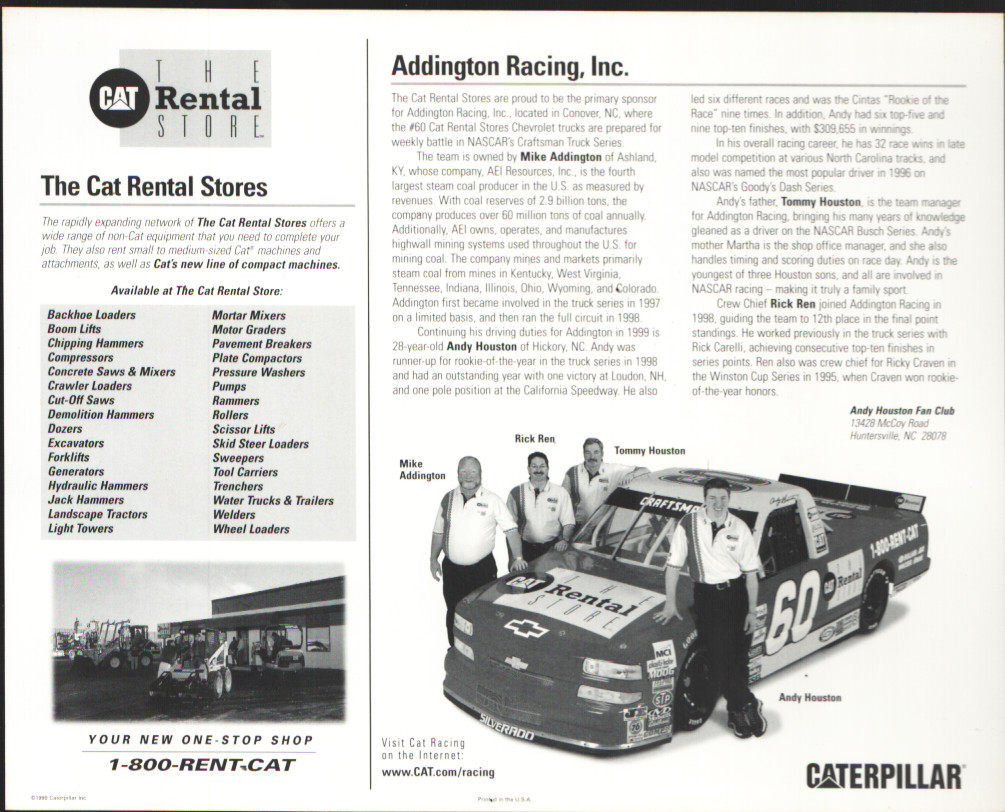 THE
CAT Rental
STORE
The Cat Rental Stores
The rapidly expanding network of The Cat Rental Stores offers a
wide range of non-Cat equipment that you need to complete your
job. They also rent small to medium-sized Cat® machines and
attachments, as well as Cat's new line of compact machines.
Available at The Cat Rental Store:
Backhoe Loaders
Boom Lifts
Chipping Hammers
Compressors
Concrete Saws & Mixers
Crawler Loaders
Cut-Off Saws
Demolition Hammers
Dozers
Excavators
Forklifts
Generators
Hydraulic Hammers
Jack Hammers
Landscape Tractors
Light Towers
Mortar Mixers
Motor Graders
Pavement Breakers
Plate Compactors
Pressure Washers
Pumps
Rammers
Rollers
Scissor Lifts
Skid Steer Loaders
Sweepers
Tool Carriers
Trenchers
Water Trucks & Trailers
Welders
Wheel Loaders
YOUR NEW ONE-STOP SHOP
1-800-RENT-CAT
Addington Racing, Inc.
The Cat Rental Stores are proud to be the primary sponsor
for Addington Racing, Inc., located in Conover, NC, where
the #60 Cat Rental Stores Chevrolet trucks are prepared for
weekly battle in NASCAR's Craftsman Truck Series.
The team is owned by Mike Addington of Ashland,
KY, whose company, AEI Resources, Inc., is the fourth
largest steam coal producer in the U.S. as measured by
revenues. With coal reserves of 2.9 billion tons, the
company produces over 60 million tons of coal annually.
Additionally, AEI owns, operates, and manufactures
highwall mining systems used throughout the U.S. for
mining coal. The company mines and markets primarily
steam coal from mines in Kentucky, West Virginia,
Tennessee, Indiana, Illinois, Ohio, Wyoming, and Colorado.
Addington first became involved in the truck series in 1997
on a limited basis, and then ran the full circuit in 1998.
Continuing his driving duties for Addington in 1999 is
28-year-old Andy Houston of Hickory, NC. Andy was
runner-up for rookie-of-the-year in the truck series in 1998
and had an outstanding year with one victory at Loudon, NH,
and one pole position at the California Speedway. He also
led six different races and was the Cintas "Rookie of the
Race" nine times. In addition, Andy had six top-five and
nine top-ten finishes, with $309,655 in winnings.
In his overall racing career, he has 32 race wins in late
model competition at various North Carolina tracks, and
also was named the most popular driver in 1996 on
NASCAR's Goody's Dash Series.
Andy's father, Tommy Houston, is the team manager
for Addington Racing, bringing his many years of knowledge
gleaned as a driver on the NASCAR Busch Series. Andy's
mother Martha is the shop office manager, and she also
handles timing and scoring duties on race day. Andy is the
youngest of three Houston sons, and all are involved in
NASCAR racing – making it truly a family sport.
Crew Chief Rick Ren joined Addington Racing in
1998, guiding the team to 12th place in the final point
standings. He worked previously in the truck series with
Rick Carelli, achieving consecutive top-ten finishes in
series points. Ren also was crew chief for Ricky Craven in
the Winston Cup Series in 1995, when Craven won rookie-
of-the-year honors.
Andy Houston Fan Club
13428 McCoy Road
Huntersville, NC 28078
Rick Ren
Tommy Houston
Mike
Addington
CRAFTSMA
1-800-RENT-CAT
CAT THE
Rental
STORE
CAT Rental
60
MCI
STP
76
SILVERADO
Andy Houston
Visit Cat Racing
on the Internet:
www.CAT.com/racing
CATERPILLAR®
Printed in the U.S.A.